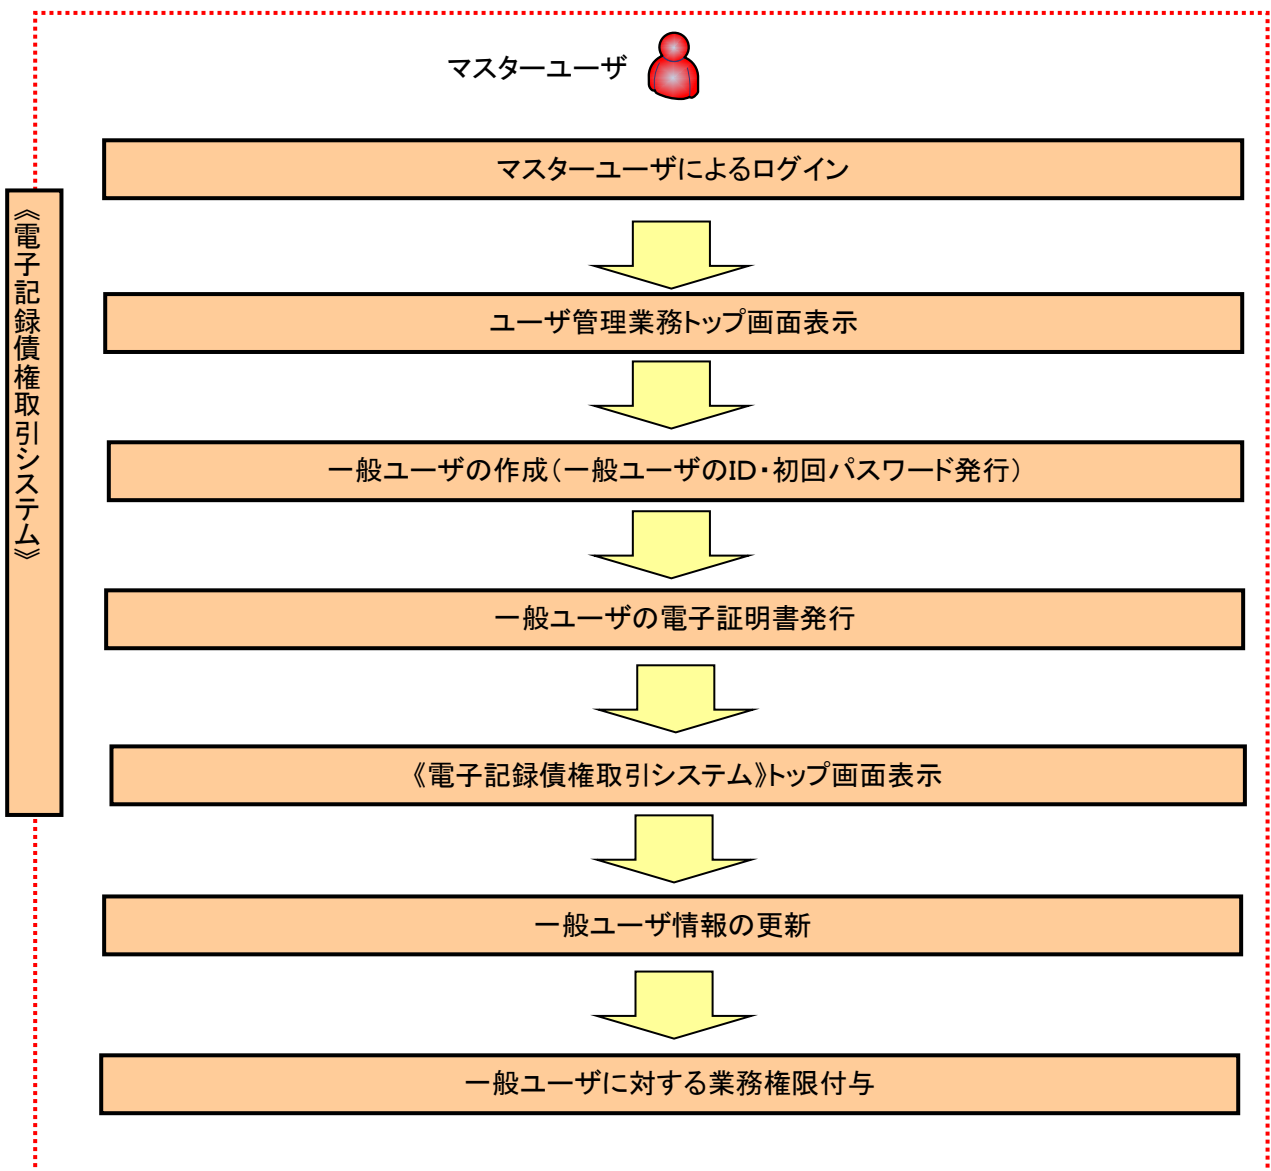 マスターユーザ
マスターユーザによるログイン
《電子記録債権取引システム》
ユーザ管理業務トップ画面表示
一般ユーザの作成（一般ユーザのID・初回パスワード発行）
一般ユーザの電子証明書発行
《電子記録債権取引システム》トップ画面表示
一般ユーザ情報の更新
一般ユーザに対する業務権限付与